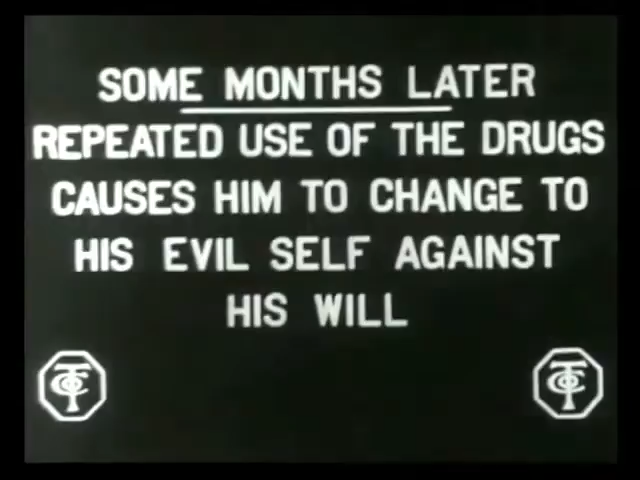 SOME MONTHS LATER
REPEATED USE OF THE DRUGS
CAUSES HIM TO CHANGE TO
HIS EVIL SELF AGAINST
HIS WILL